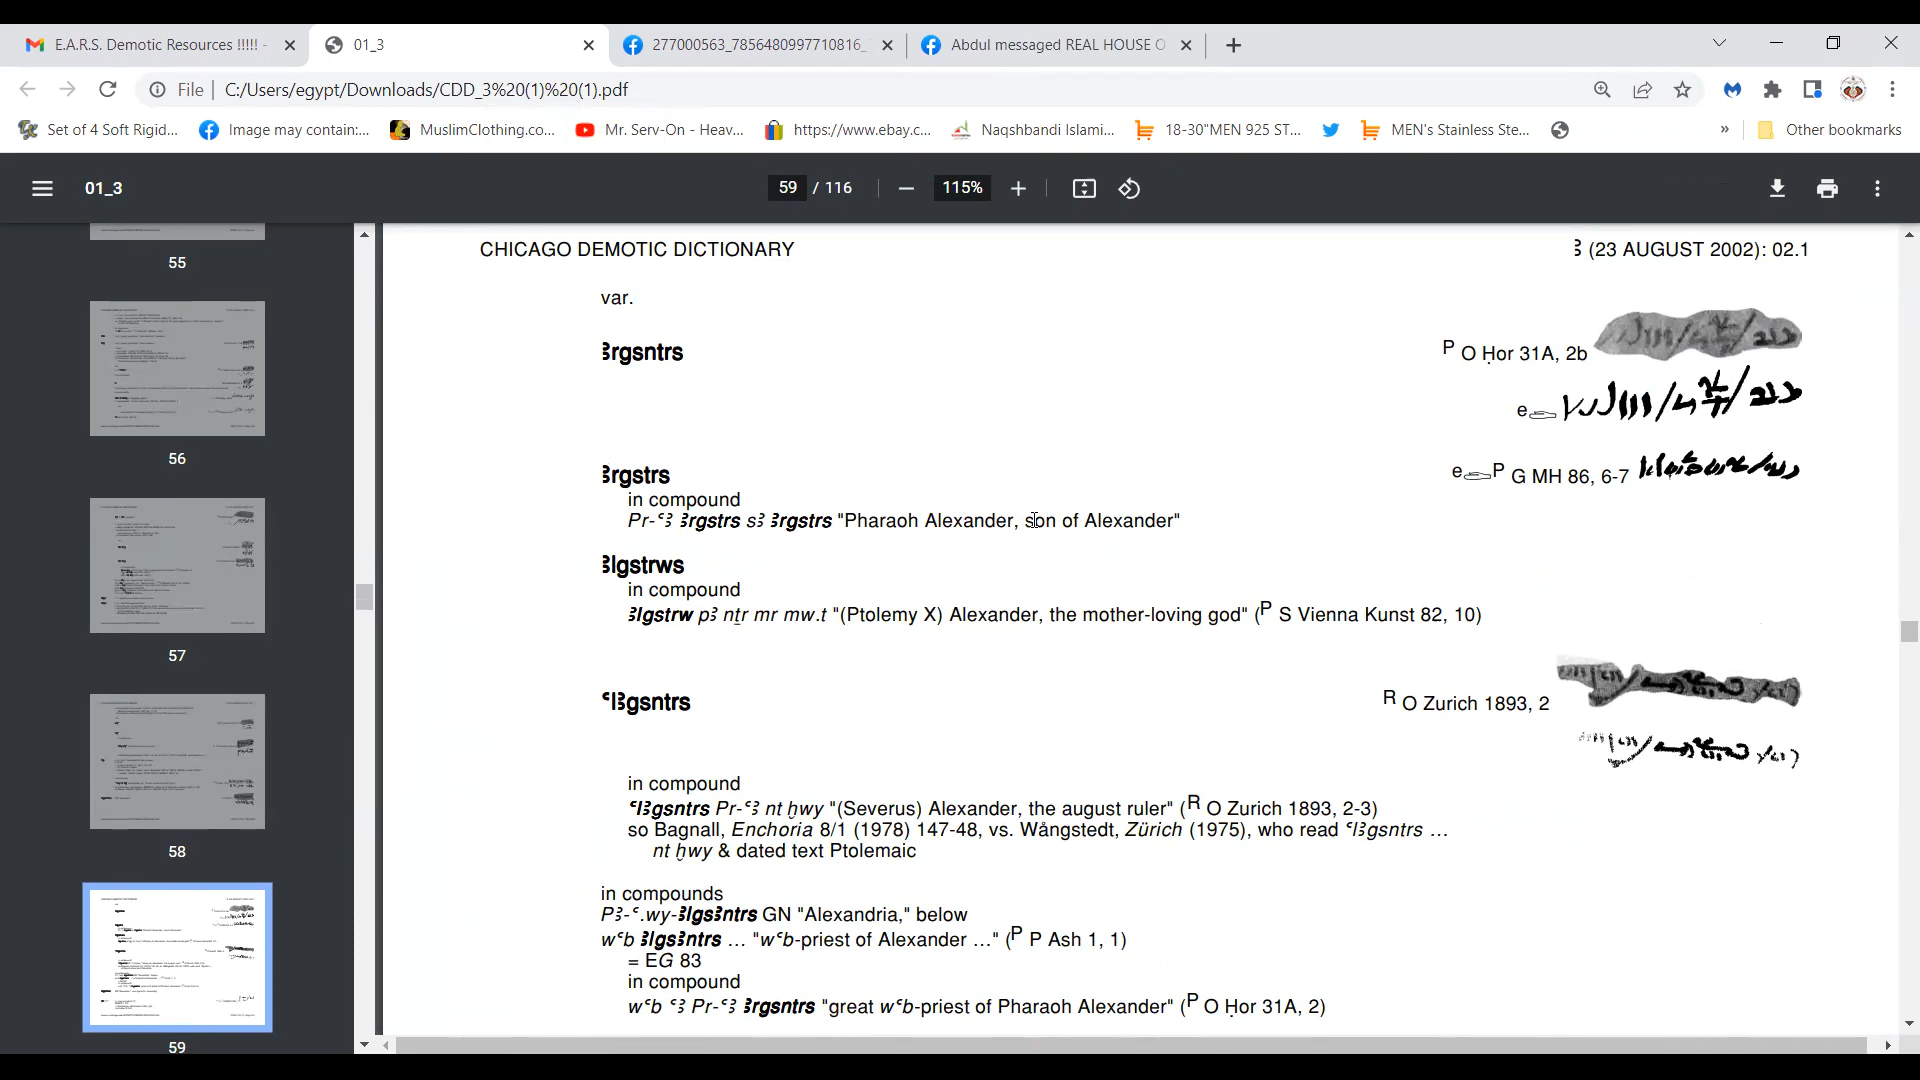 E.A.R.S. Demotic Resources !!!!! -
01_3
277000563_7856480997710816_
Abdul messaged REAL HOUSE O
File | C:/Users/egypt/Downloads/CDD_3%20(1)%20(1).pdf
Set of 4 Soft Rigid...
Image may contain:...
MuslimClothing.co...
Mr. Serv-On - Heav...
https://www.ebay.c...
Naqshbandi Islami...
18-30"MEN 925 ST...
MEN's Stainless Ste...
»
Other bookmarks
01_3
59 / 116
115%
55
56
57
58
59
CHICAGO DEMOTIC DICTIONARY
ꜣ (23 AUGUST 2002): 02.1
var.
ꜣrgsntrs
P O Ḥor 31A, 2b
e
ꜣrgstrs
e P G MH 86, 6-7
in compound
Pr-ꜥꜣ ꜣrgstrs sꜣ ꜣrgstrs "Pharaoh Alexander, son of Alexander"
ꜣlgstrws
in compound
ꜣlgstrw pꜣ nṯr mr mw.t "(Ptolemy X) Alexander, the mother-loving god" (P S Vienna Kunst 82, 10)
ꜥlꜣgsntrs
R O Zurich 1893, 2
in compound
ꜥlꜣgsntrs Pr-ꜥꜣ nt ḫwy "(Severus) Alexander, the august ruler" (R O Zurich 1893, 2-3)
so Bagnall, Enchoria 8/1 (1978) 147-48, vs. Wångstedt, Zürich (1975), who read ꜥlꜣgsntrs ...
nt ḫwy & dated text Ptolemaic
in compounds
Pꜣ-ꜥ.wy-ꜣlgsꜣntrs GN "Alexandria," below
wꜥb ꜣlgsꜣntrs ... "wꜥb-priest of Alexander ..." (P P Ash 1, 1)
= EG 83
in compound
wꜥb ꜥꜣ Pr-ꜥꜣ ꜣrgsntrs "great wꜥb-priest of Pharaoh Alexander" (P O Ḥor 31A, 2)